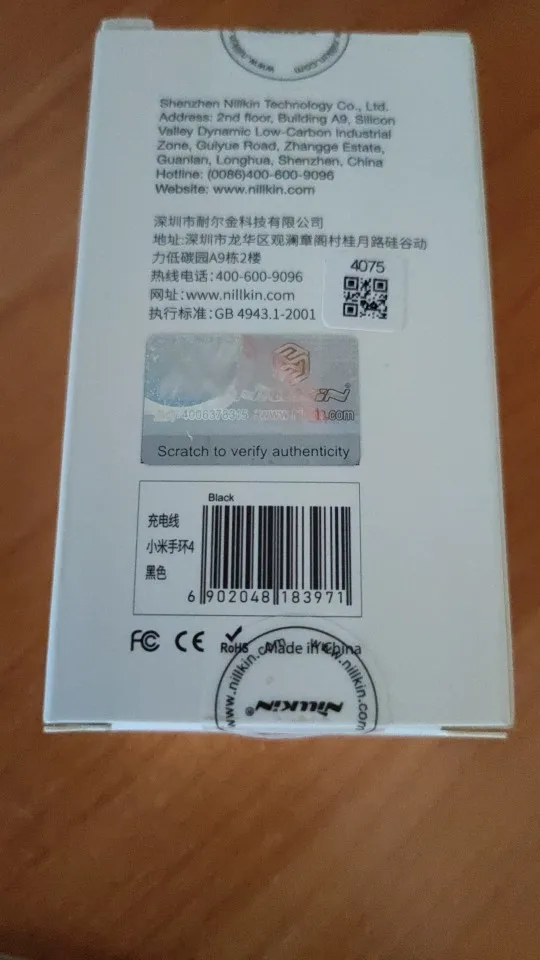 www.nillkin
Shenzhen Nillkin Technology Co., Ltd.
Address: 2nd floor, Building A9, Silicon
Valley Dynamic Low-Carbon Industrial
Zone, Guiyue Road, Zhangge Estate,
Guanlan, Longhua, Shenzhen, China
Hotline: (0086)400-600-9096
Website: www.nillkin.com
深圳市耐尔金科技有限公司
地址:深圳市龙华区观澜章阁村桂月路硅谷动
力低碳园A9栋2楼
热线电话:400-600-9096
网址:www.nillkin.com
执行标准:GB 4943.1-2001
4075
.com
Scratch to verify authenticity
Black
充电线
小米手环4
黑色
6 902048 183971
FC CE RoHS Made in China
www.nillkin.com www.nillkin.com
NILLKIN®